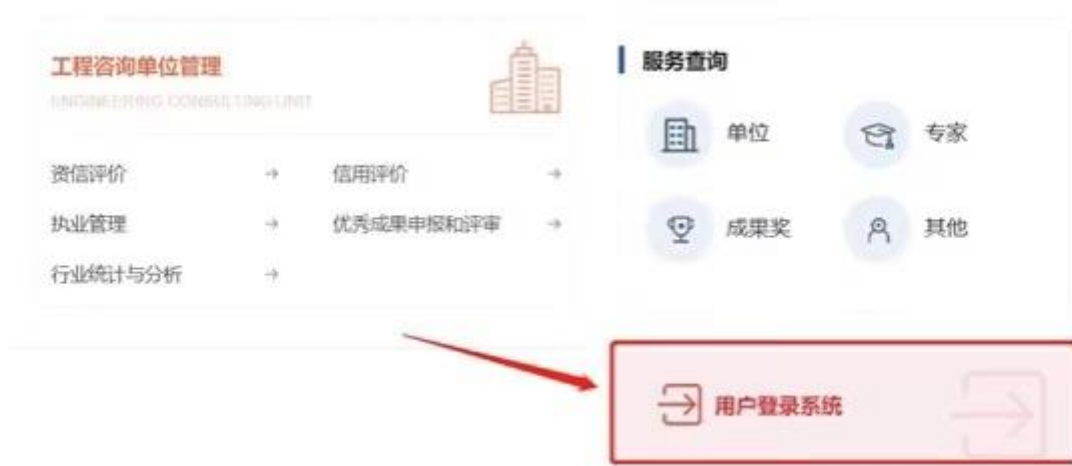 工程咨询单位管理
ENGINEERING CONSULTING UNIT
资信评价
信用评价
执业管理
优秀成果申报和评审
行业统计与分析
服务查询
单位
专家
成果奖
其他
用户登录系统